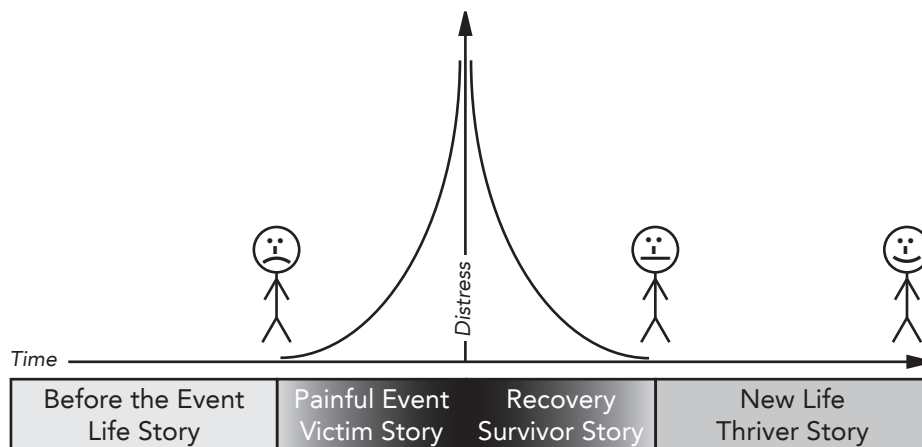 Distress
Time
Before the Event
Life Story
Painful Event
Victim Story
Recovery
Survivor Story
New Life
Thriver Story